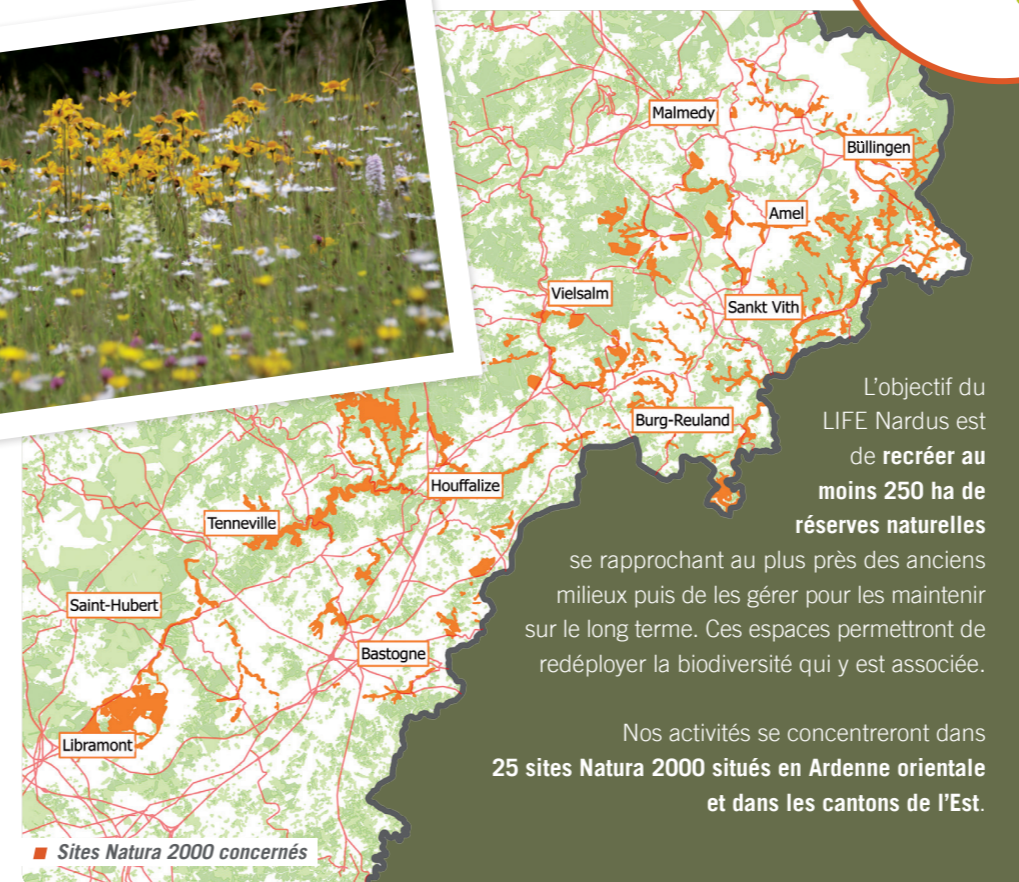 Malmedy
Büllingen
Amel
Vielsalm
Sankt Vith
Burg-Reuland
Houffalize
Tenneville
Saint-Hubert
Bastogne
Libramont
■ Sites Natura 2000 concernés
L'objectif du
LIFE Nardus est
de recréer au
moins 250 ha de
réserves naturelles
se rapprochant au plus près des anciens
milieux puis de les gérer pour les maintenir
sur le long terme. Ces espaces permettront de
redéployer la biodiversité qui y est associée.
Nos activités se concentreront dans
25 sites Natura 2000 situés en Ardenne orientale
et dans les cantons de l'Est.